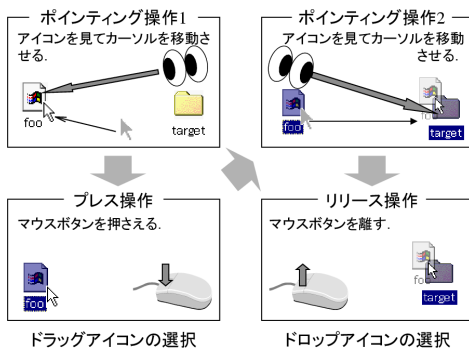 ポインティング操作1
アイコンを見てカーソルを移動さ
せる.
foo
target
ポインティング操作2
アイコンを見てカーソルを移動
させる.
foo
foo
target
プレス操作
マウスボタンを押さえる.
foo
ドラッグアイコンの選択
リリース操作
マウスボタンを離す.
foo
target
ドロップアイコンの選択